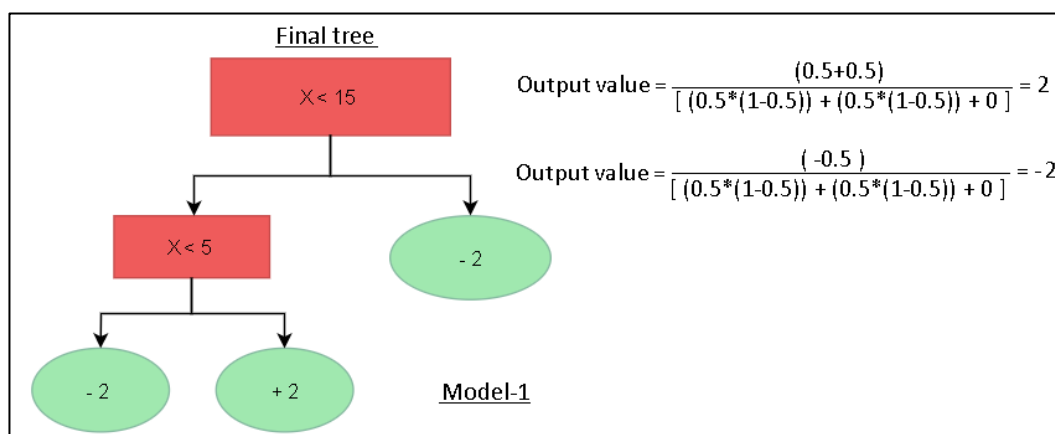 Final tree
X < 15
X < 5
- 2
- 2
+ 2
Model-1
(0.5+0.5)
Output value = = 2
[ (0.5*(1-0.5)) + (0.5*(1-0.5)) + 0 ]
( -0.5 )
Output value = = -2
[ (0.5*(1-0.5)) + (0.5*(1-0.5)) + 0 ]